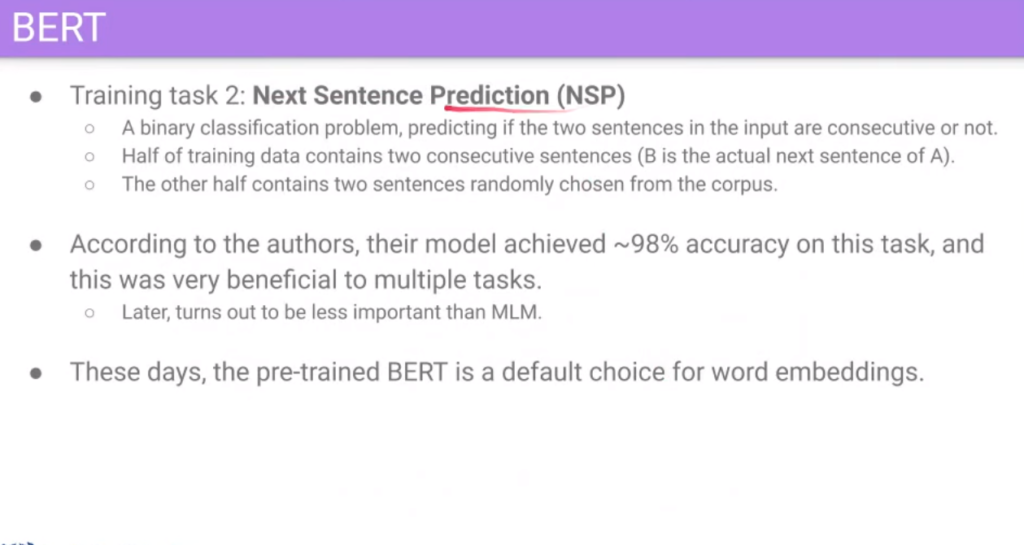 BERT
● Training task 2: Next Sentence Prediction (NSP)
○ A binary classification problem, predicting if the two sentences in the input are consecutive or not.
○ Half of training data contains two consecutive sentences (B is the actual next sentence of A).
○ The other half contains two sentences randomly chosen from the corpus.
● According to the authors, their model achieved ~98% accuracy on this task, and
this was very beneficial to multiple tasks.
○ Later, turns out to be less important than MLM.
● These days, the pre-trained BERT is a default choice for word embeddings.